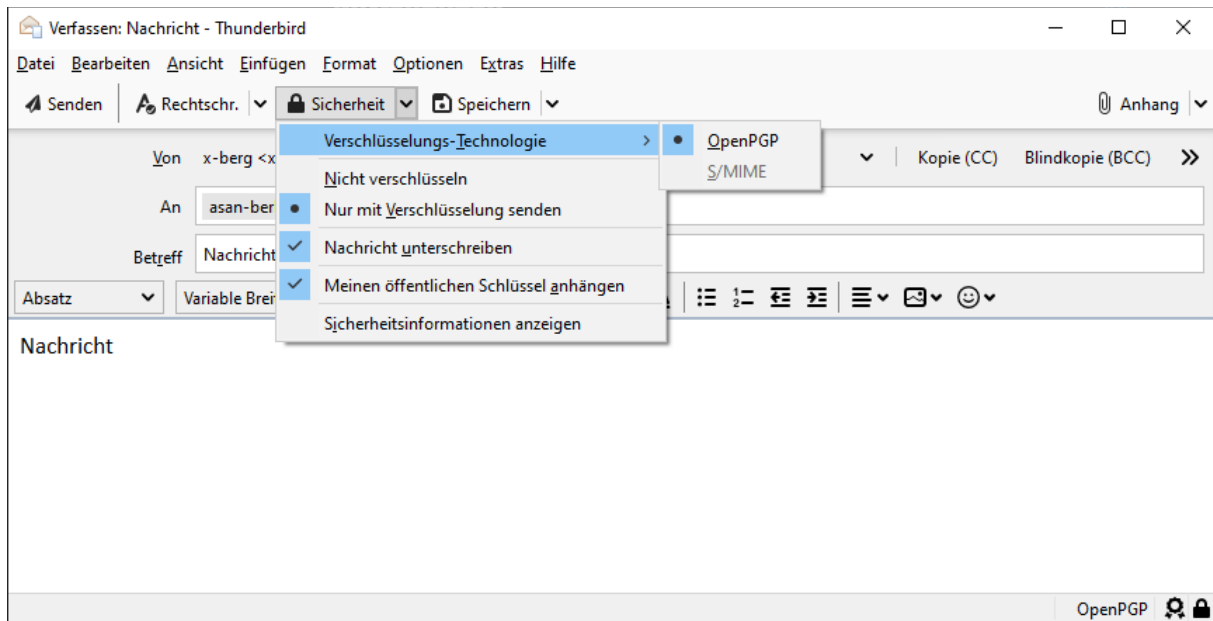 Verfassen: Nachricht - Thunderbird
Datei Bearbeiten Ansicht Einfügen Format Optionen Extras Hilfe
Senden Rechtschr. Sicherheit Speichern Anhang
Verschlüsselungs-Technologie OpenPGP
Von x-berg <x Kopie (CC) Blindkopie (BCC)
S/MIME
Nicht verschlüsseln
An asan-ber Nur mit Verschlüsselung senden
Betreff Nachricht Nachricht unterschreiben
Meinen öffentlichen Schlüssel anhängen
Absatz Variable Brei
Sicherheitsinformationen anzeigen
Nachricht
OpenPGP